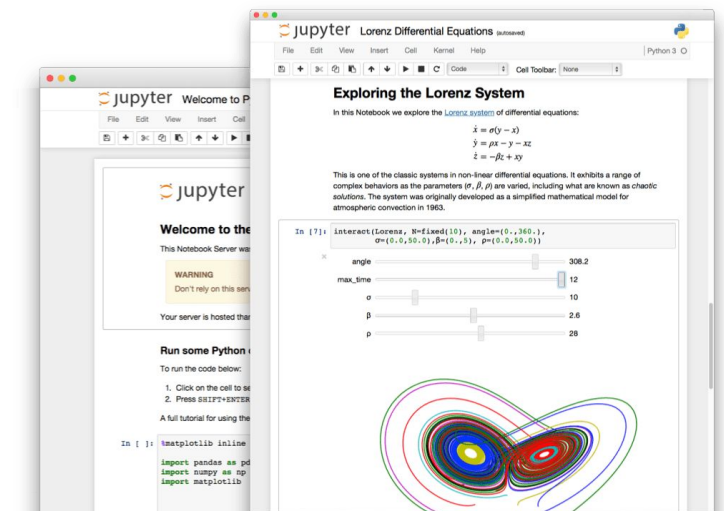 jupyter Lorenz Differential Equations (autosaved)
File Edit View Insert Cell Kernel Help
Python 3
Code
Cell Toolbar: None
Exploring the Lorenz System
In this Notebook we explore the Lorenz system of differential equations:
ẋ = σ(y − x)
ẏ = ρx − y − xz
ż = −βz + xy
This is one of the classic systems in non-linear differential equations. It exhibits a range of
complex behaviors as the parameters (σ, β, ρ) are varied, including what are known as chaotic
solutions. The system was originally developed as a simplified mathematical model for
atmospheric convection in 1963.
In [7]: interact(Lorenz, N=fixed(10), angle=(0.,360.),
σ=(0.0,50.0),β=(0.,5), ρ=(0.0,50.0))
angle 308.2
max_time 12
σ 10
β 2.6
ρ 28
jupyter Welcome to P
File Edit View Insert Cell
jupyter
Welcome to the
This Notebook Server was
WARNING
Don't rely on this serv
Your server is hosted than
Run some Python
To run the code below:
1. Click on the cell to se
2. Press SHIFT+ENTER
A full tutorial for using the
In [ ]: %matplotlib inline
import pandas as pd
import numpy as np
import matplotlib